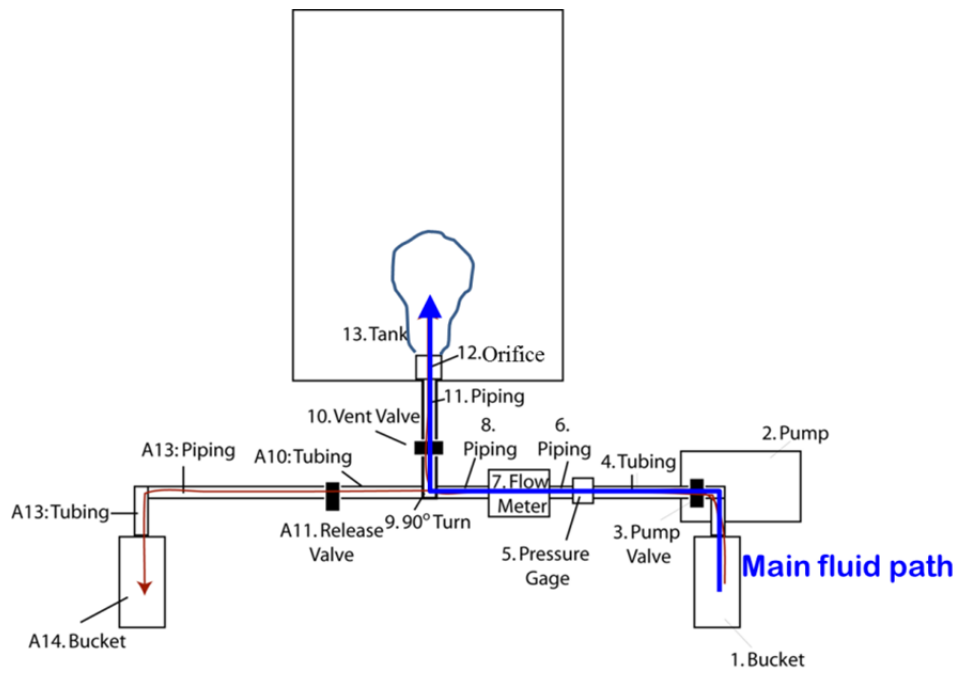 13. Tank
12. Orifice
11. Piping
10. Vent Valve
8.
Piping
6.
Piping
2. Pump
A13: Piping
A10: Tubing
4. Tubing
7. Flow
Meter
A13: Tubing
A11. Release
Valve
9. 90° Turn
5. Pressure
Gage
3. Pump
Valve
Main fluid path
A14. Bucket
1. Bucket